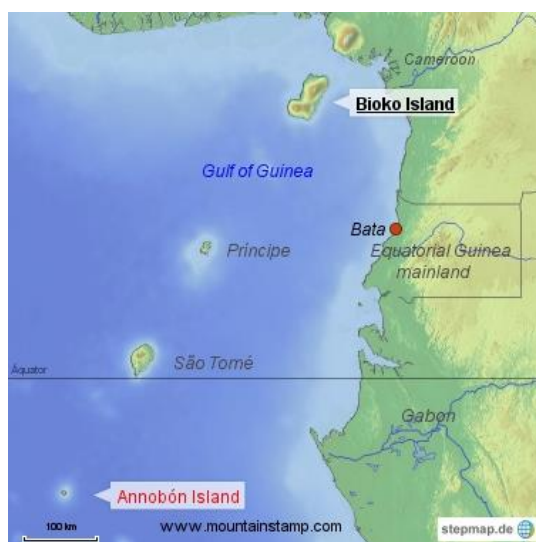 Cameroon
Bioko Island
Gulf of Guinea
Bata
Equatorial Guinea
mainland
Príncipe
São Tomé
Äquator
Gabon
Annobón Island
100 km
www.mountainstamp.com
stepmap.de